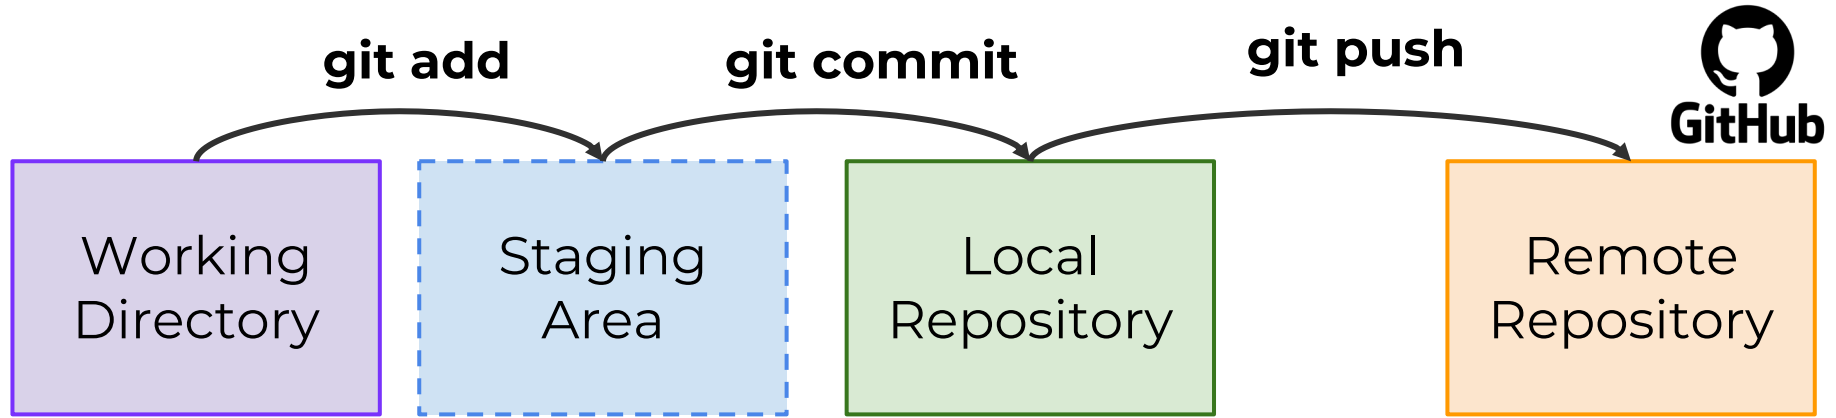 git add
git commit
git push
GitHub
Working
Directory
Staging
Area
Local
Repository
Remote
Repository